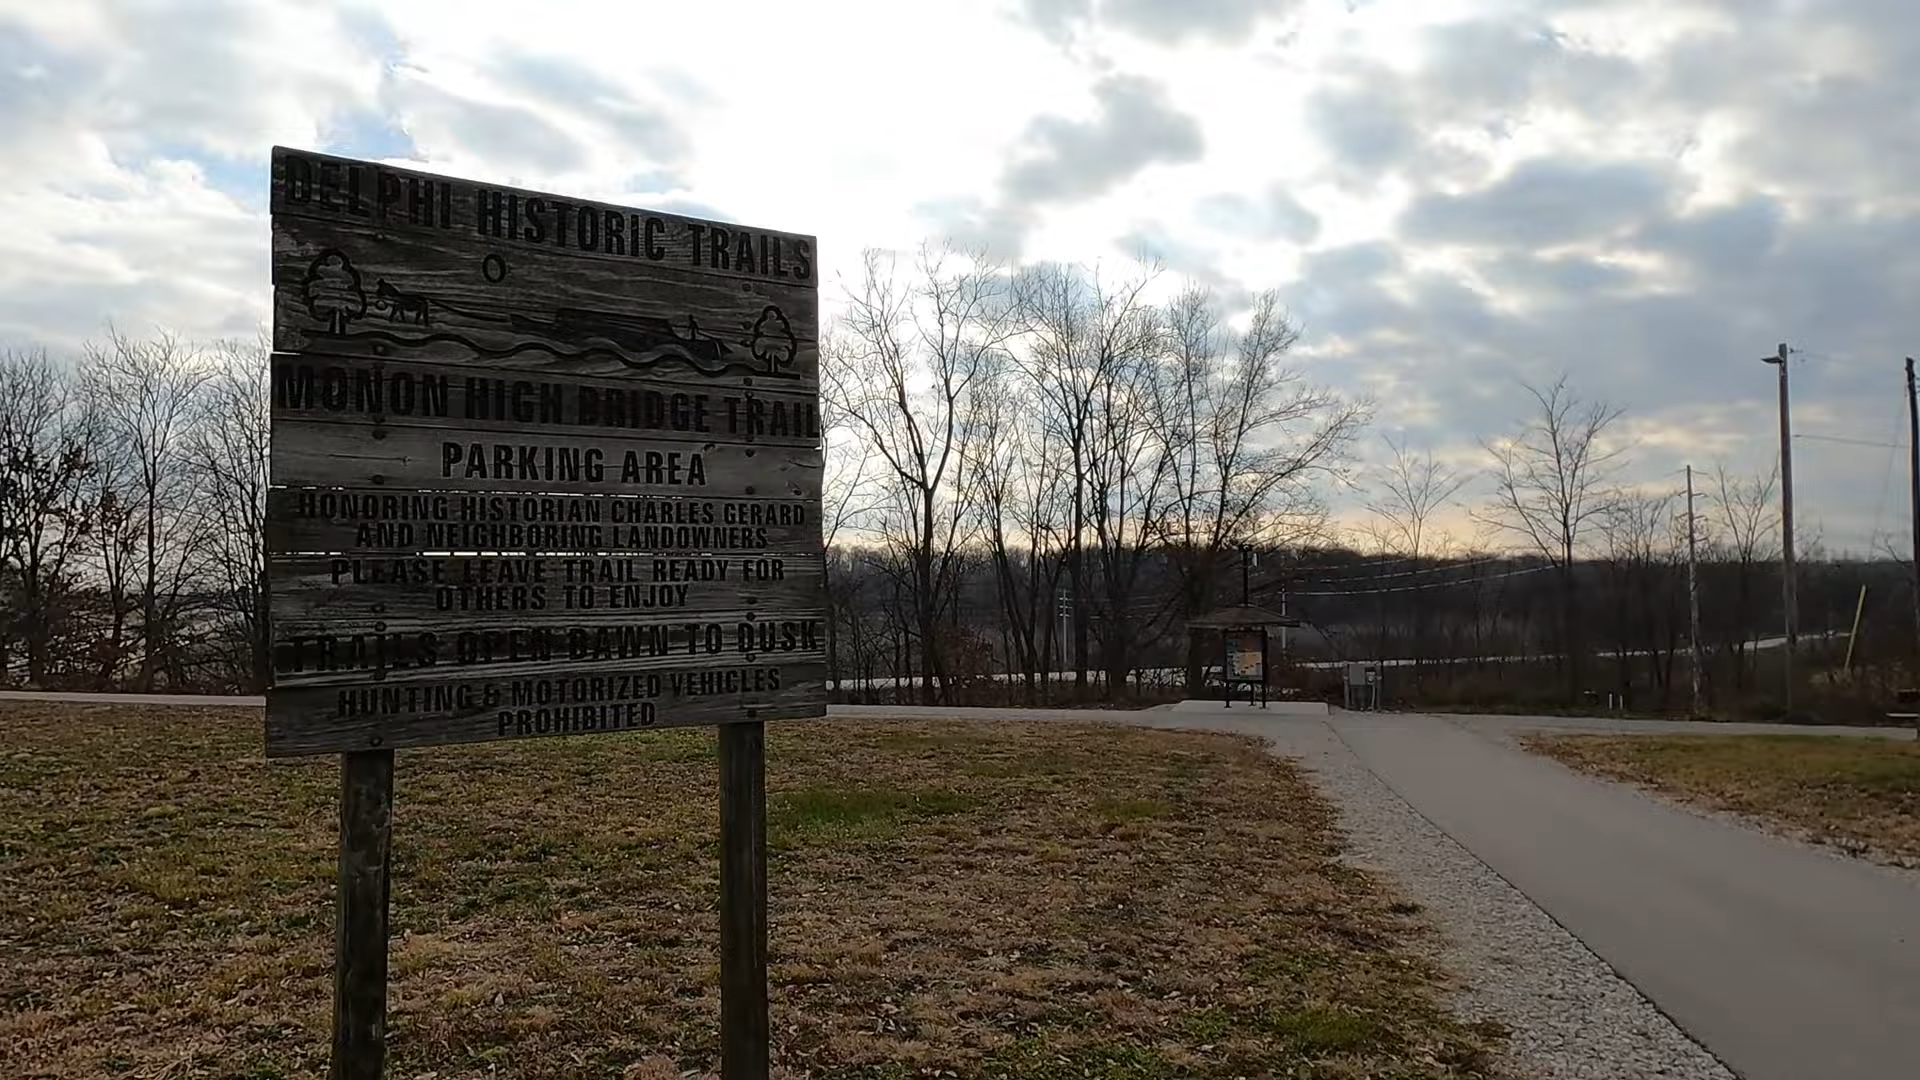 DELPHI HISTORIC TRAILS
MONON HIGH BRIDGE TRAIL
PARKING AREA
HONORING HISTORIAN CHARLES GERARD
AND NEIGHBORING LANDOWNERS
PLEASE LEAVE TRAIL READY FOR
OTHERS TO ENJOY
TRAILS OPEN DAWN TO DUSK
HUNTING & MOTORIZED VEHICLES
PROHIBITED